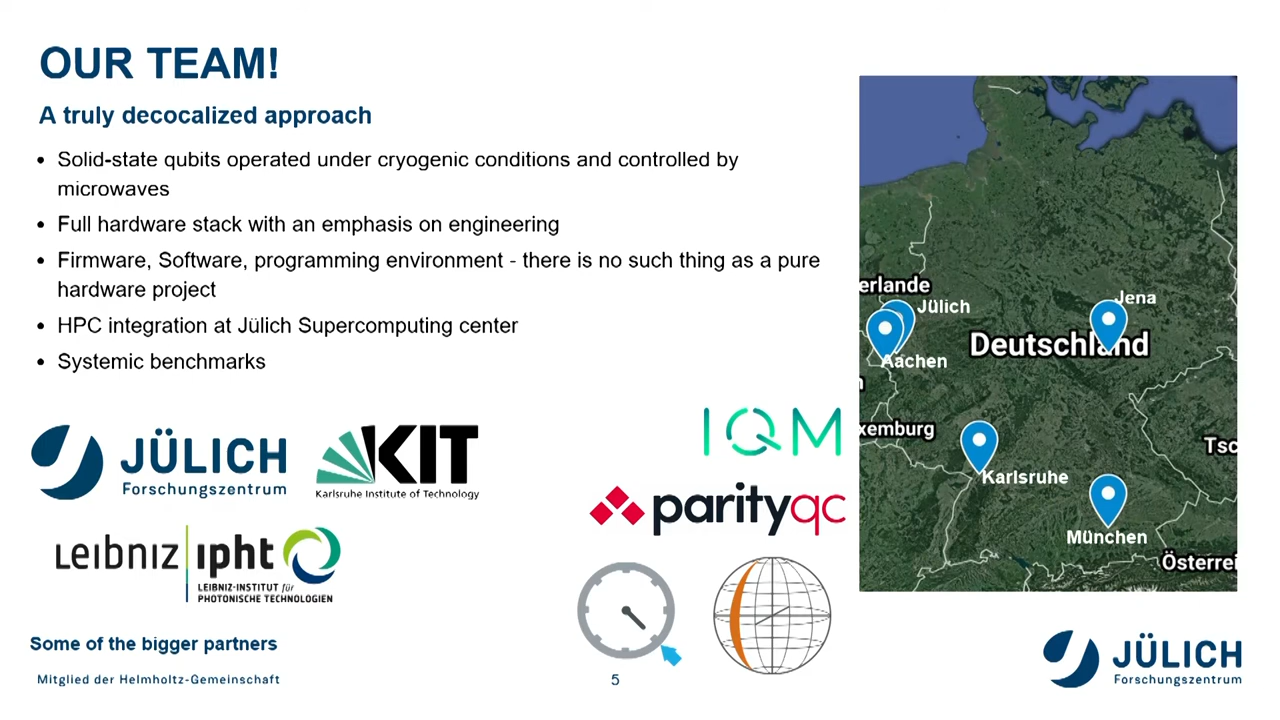 OUR TEAM!
A truly decocalized approach
• Solid-state qubits operated under cryogenic conditions and controlled by
microwaves
• Full hardware stack with an emphasis on engineering
• Firmware, Software, programming environment - there is no such thing as a pure
hardware project
• HPC integration at Jülich Supercomputing center
• Systemic benchmarks
erlande
Jülich
Jena
Deutschland
Aachen
xemburg
Tsc
Karlsruhe
München
Österrei
JÜLICH
Forschungszentrum
KIT
Karlsruhe Institute of Technology
IQM
parityqc
Leibniz ipht
LEIBNIZ-INSTITUT für
PHOTONISCHE TECHNOLOGIEN
Some of the bigger partners
Mitglied der Helmholtz-Gemeinschaft
5
JÜLICH
Forschungszentrum